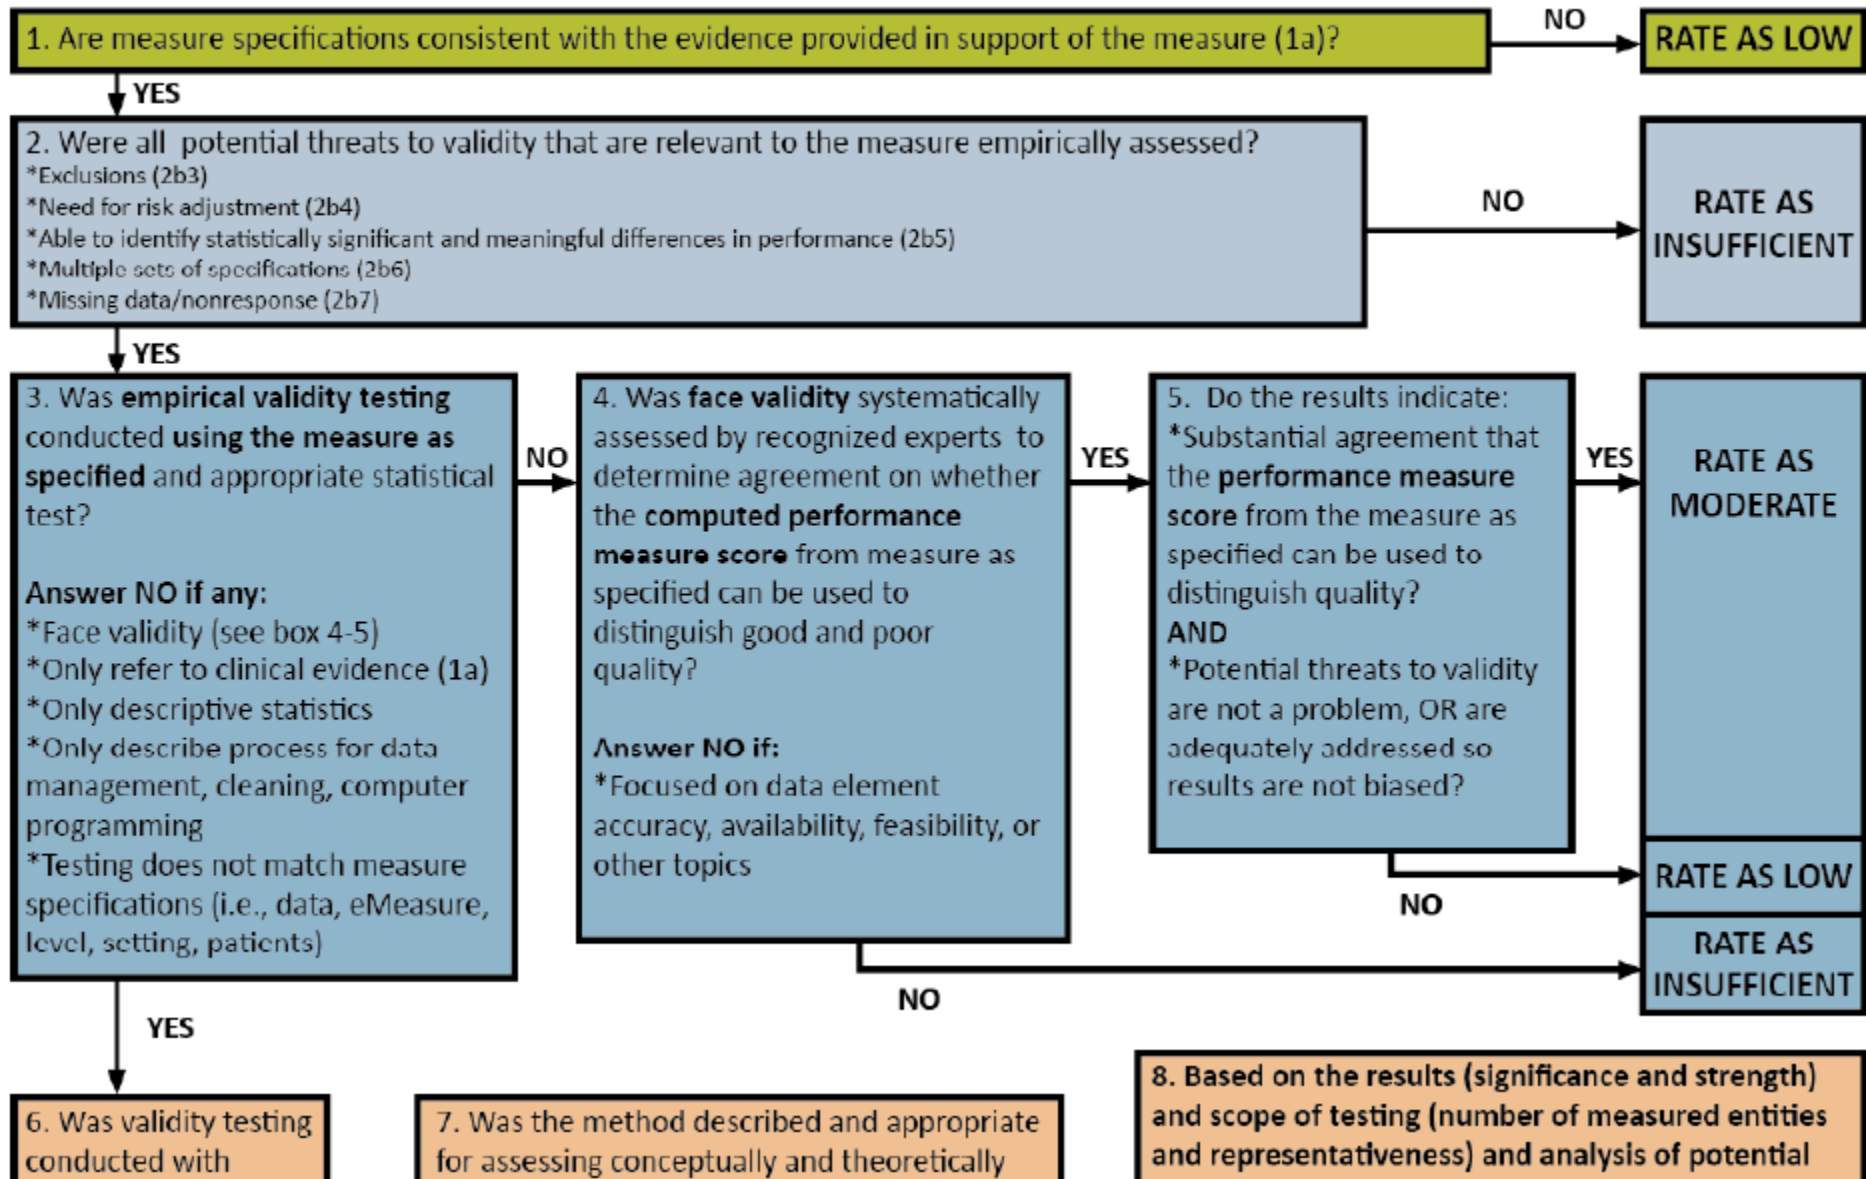 1. Are measure specifications consistent with the evidence provided in support of the measure (1a)?
NO
RATE AS LOW
YES
2. Were all potential threats to validity that are relevant to the measure empirically assessed?
*Exclusions (2b3)
*Need for risk adjustment (2b4)
*Able to identify statistically significant and meaningful differences in performance (2b5)
*Multiple sets of specifications (2b6)
*Missing data/nonresponse (2b7)
NO
RATE AS
INSUFFICIENT
YES
3. Was empirical validity testing
conducted using the measure as
specified and appropriate statistical
test?
Answer NO if any:
*Face validity (see box 4-5)
*Only refer to clinical evidence (1a)
*Only descriptive statistics
*Only describe process for data
management, cleaning, computer
programming
*Testing does not match measure
specifications (i.e., data, eMeasure,
level, setting, patients)
NO
4. Was face validity systematically
assessed by recognized experts to
determine agreement on whether
the computed performance
measure score from measure as
specified can be used to
distinguish good and poor
quality?
Answer NO if:
*Focused on data element
accuracy, availability, feasibility, or
other topics
YES
5. Do the results indicate:
*Substantial agreement that
the performance measure
score from the measure as
specified can be used to
distinguish quality?
AND
*Potential threats to validity
are not a problem, OR are
adequately addressed so
results are not biased?
YES
RATE AS
MODERATE
NO
RATE AS LOW
NO
RATE AS
INSUFFICIENT
YES
6. Was validity testing
conducted with
7. Was the method described and appropriate
for assessing conceptually and theoretically
8. Based on the results (significance and strength)
and scope of testing (number of measured entities
and representativeness) and analysis of potential